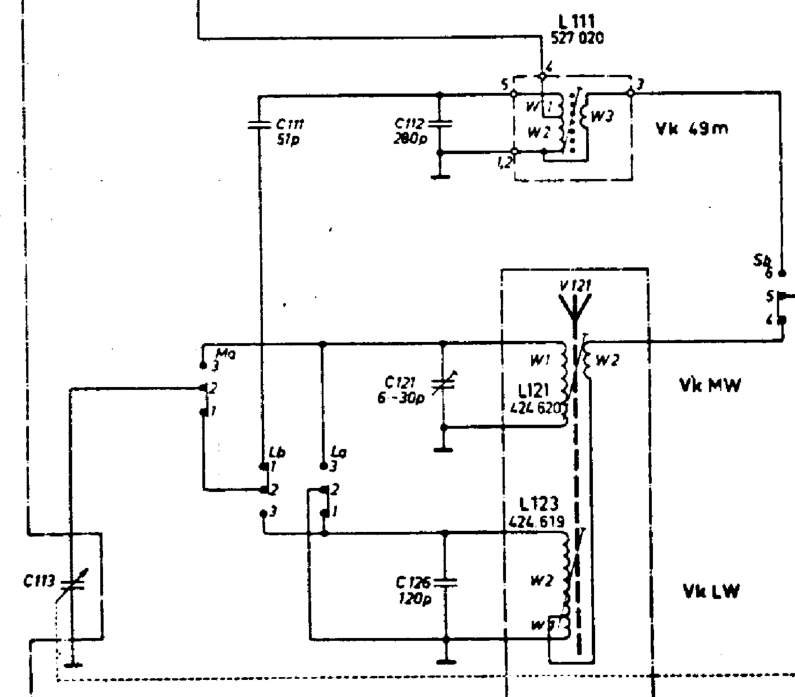 L 111
527 020
4
5
3
W 1
C111
51p
C112
280p
W2
W3
Vk 49m
1,2
Sb
6
V121
5
4
Ma
3
W1
W2
C121
6-30p
L121
424.620
Vk MW
2
1
Lb
La
1
3
2
2
3
1
L123
424.619
C113
C126
120p
W2
Vk LW
W3